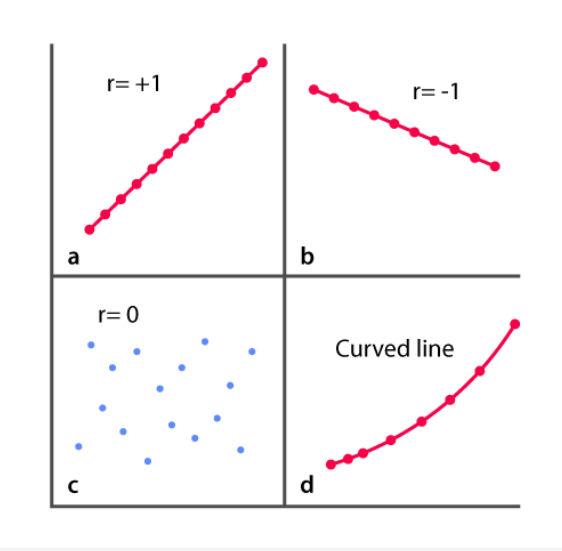 r= +1
a
r= -1
b
r= 0
c
Curved line
d